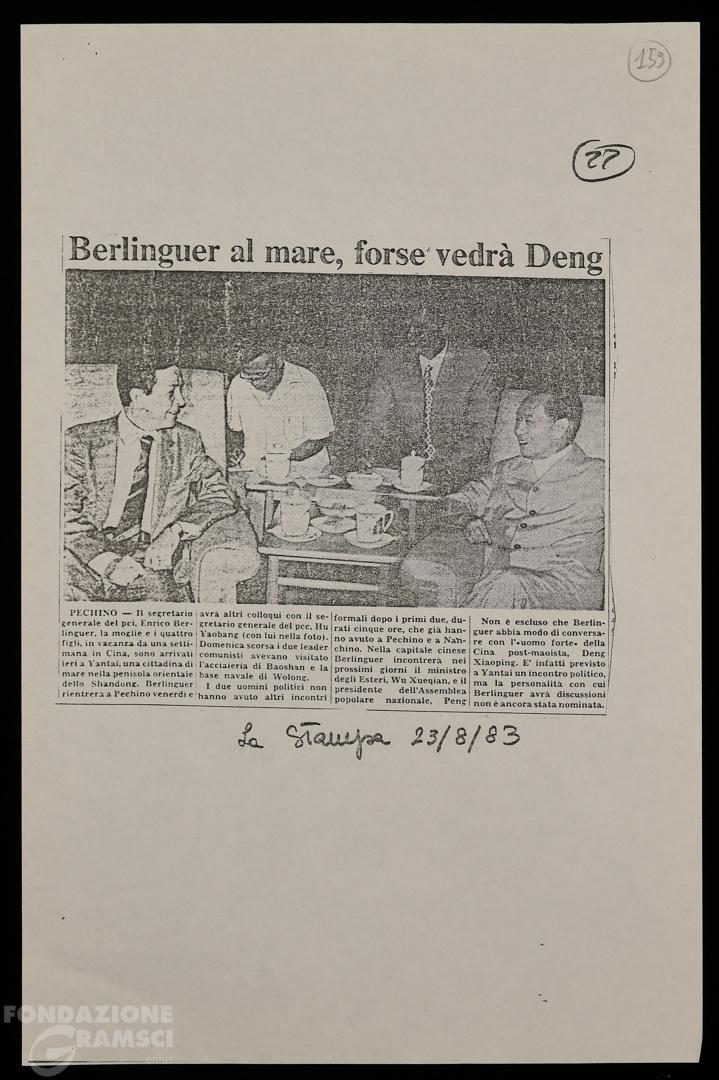 153
27
Berlinguer al mare, forse vedrà Deng
PECHINO — Il segretario
generale del pci, Enrico Ber-
linguer, la moglie e i quattro
figli, in vacanza da una setti-
mana in Cina, sono arrivati
ieri a Yantai, una cittadina di
mare nella penisola orientale
dello Shandong. Berlinguer
rientrerà a Pechino venerdì e
avrà altri colloqui con il se-
gretario generale del pcc, Hu
Yaobang (con lui nella foto).
Domenica scorsa i due leader
comunisti avevano visitato
l'acciaieria di Baoshan e la
base navale di Wolong.
I due uomini politici non
hanno avuto altri incontri
formali dopo i primi due, du-
rati cinque ore, che già han-
no avuto a Pechino e a Nan-
chino. Nella capitale cinese
Berlinguer incontrerà nei
prossimi giorni il ministro
degli Esteri, Wu Xueqian, e il
presidente dell'Assemblea
popolare nazionale, Peng
Non è escluso che Berlin-
guer abbia modo di conversa-
re con l'«uomo forte» della
Cina post-maoista, Deng
Xiaoping. E' infatti previsto
a Yantai un incontro politico,
ma la personalità con cui
Berlinguer avrà discussioni
non è ancora stata nominata.
La Stampa 23/8/83
FONDAZIONE
GRAMSCI
onlus